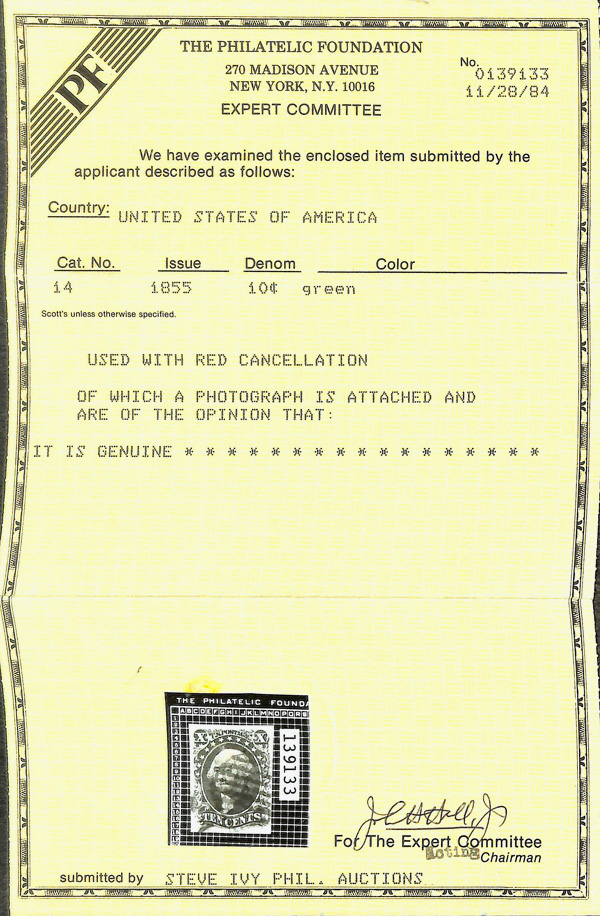 PF
THE PHILATELIC FOUNDATION
270 MADISON AVENUE
NEW YORK, N.Y. 10016
EXPERT COMMITTEE
No. 0139133
11/28/84
We have examined the enclosed item submitted by the
applicant described as follows:
Country: UNITED STATES OF AMERICA
Cat. No. Issue Denom Color
14 1855 10¢ green
Scott's unless otherwise specified.
USED WITH RED CANCELLATION
OF WHICH A PHOTOGRAPH IS ATTACHED AND
ARE OF THE OPINION THAT:
IT IS GENUINE * * * * * * * * * * * * * * * * *
THE PHILATELIC FOUNDA
ABCDEFGHIJKLMNOPQRS
139133
X X
U.S. POSTAGE
TEN CENTS
For The Expert Committee
Acting Chairman
submitted by STEVE IVY PHIL. AUCTIONS